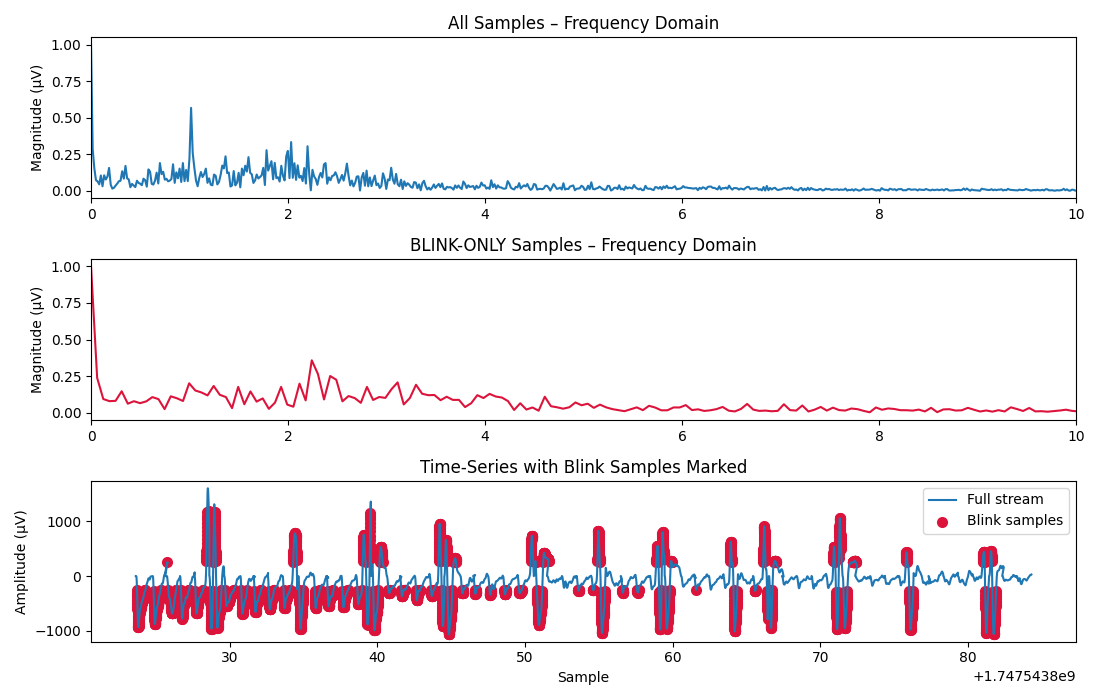 All Samples – Frequency Domain
Magnitude (µV)
1.00
0.75
0.50
0.25
0.00
0 2 4 6 8 10
BLINK-ONLY Samples – Frequency Domain
Magnitude (µV)
1.00
0.75
0.50
0.25
0.00
0 2 4 6 8 10
Time-Series with Blink Samples Marked
Amplitude (µV)
1000
0
−1000
Full stream
Blink samples
30 40 50 60 70 80
Sample
+1.7475438e9